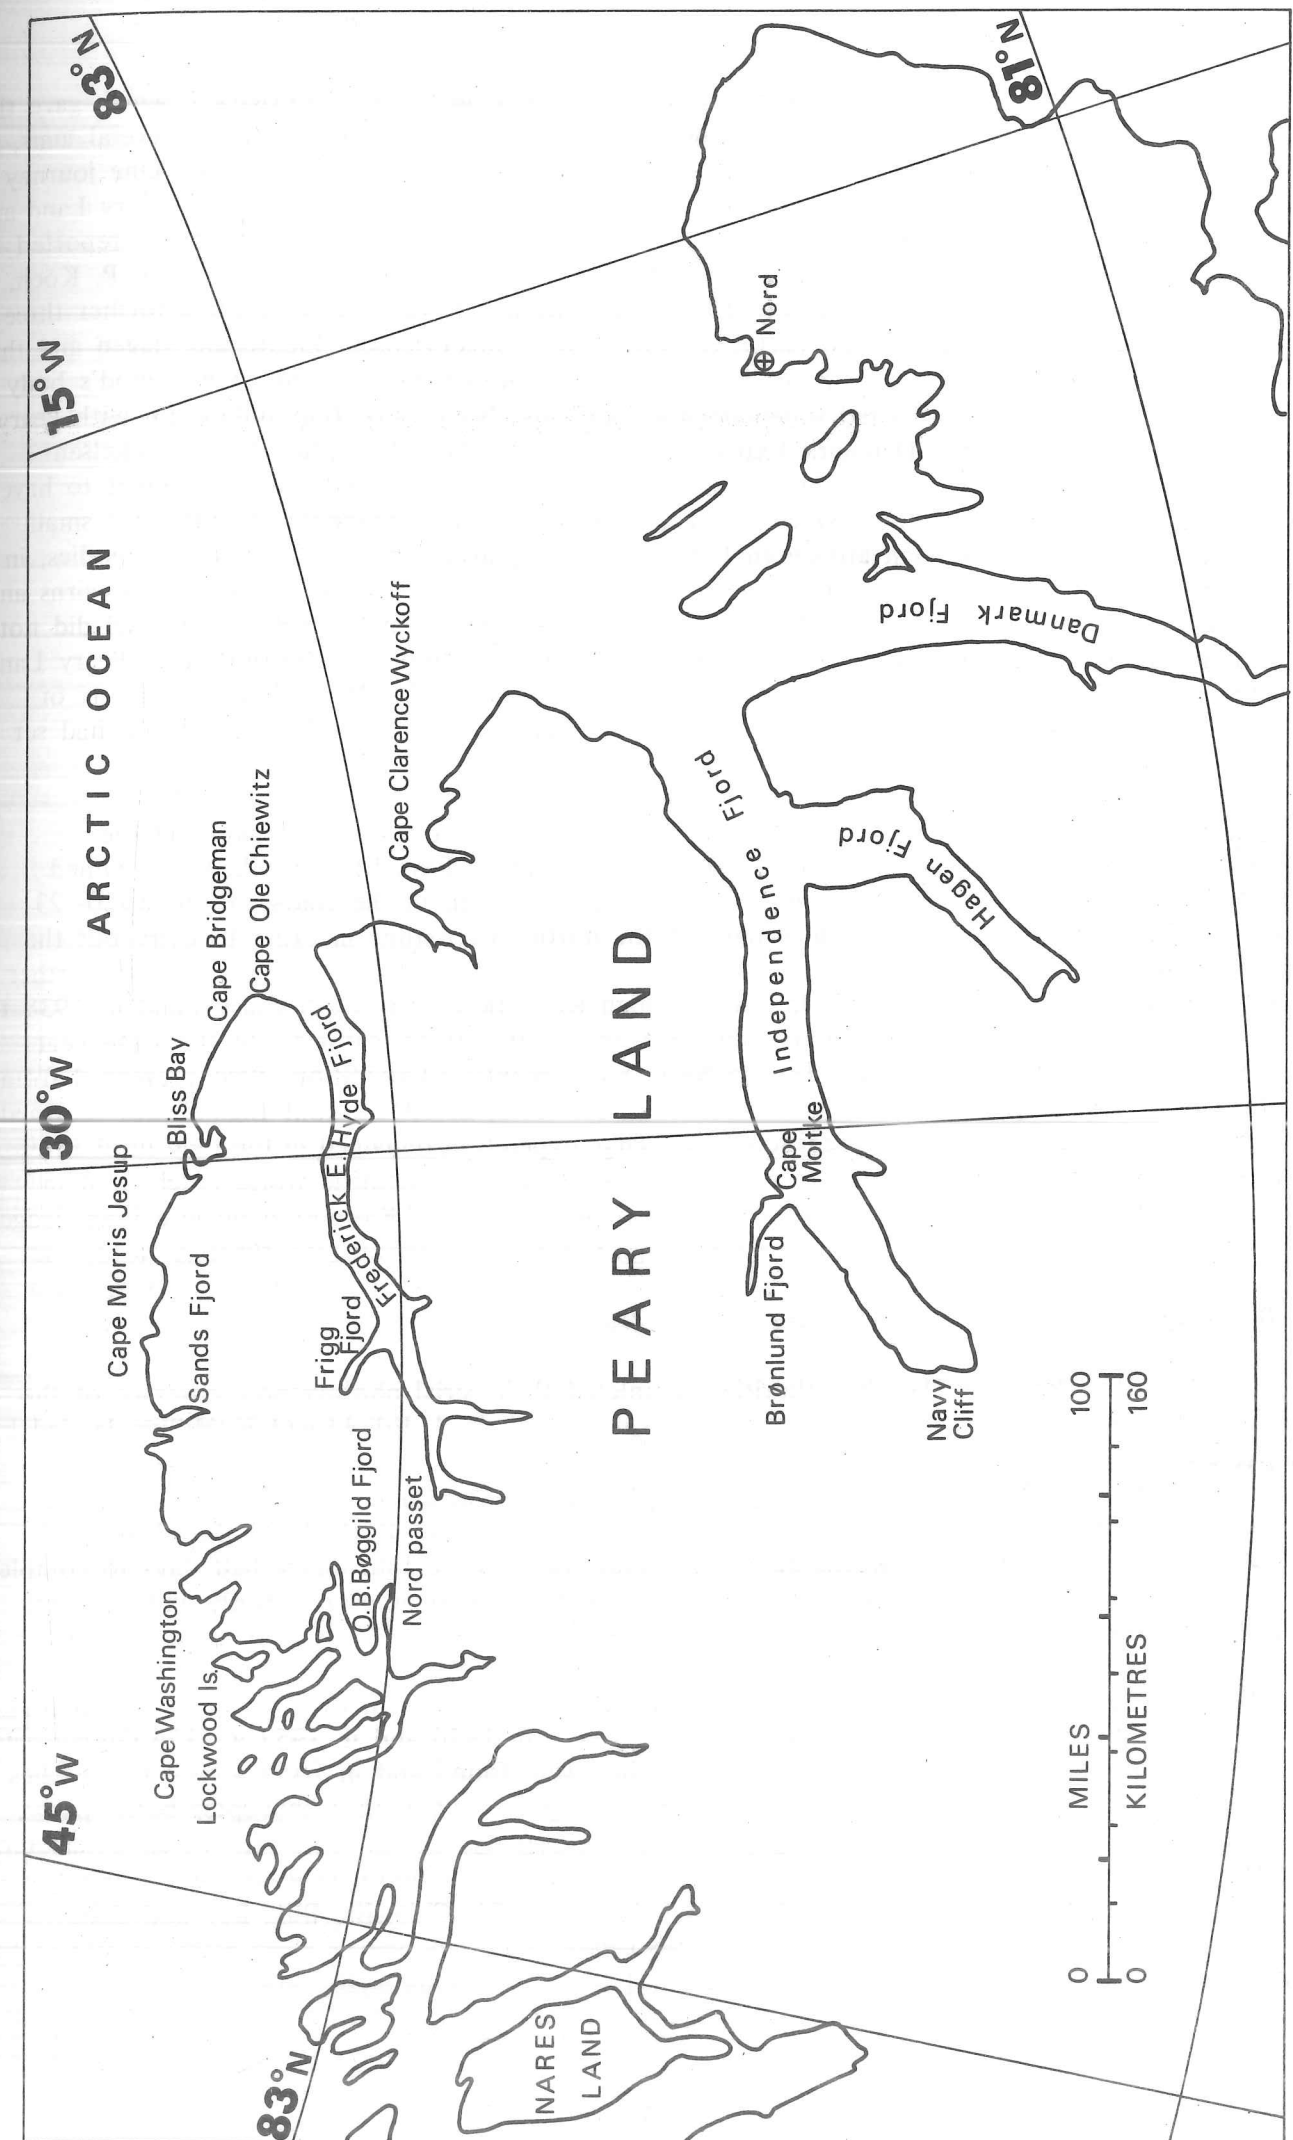 83°N
15°W
30°W
45°W
83°N
81°N
ARCTIC OCEAN
Cape Morris Jesup
Bliss Bay
Cape Bridgeman
Cape Ole Chiewitz
Cape Clarence Wyckoff
Cape Washington
Lockwood Is.
Sands Fjord
Frigg
Fjord
Frederick E. Hyde Fjord
O.B.Bøggild Fjord
Nord passet
PEARY LAND
Nord
Independence Fjord
Danmark Fjord
Hagen Fjord
Cape
Moltke
Brønlund Fjord
Navy
Cliff
NARES
LAND
0 MILES 100
0 KILOMETRES 160